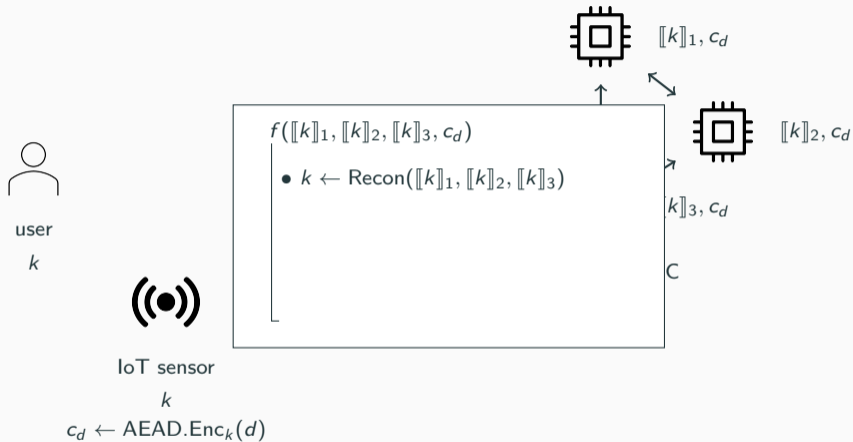 ⟦k⟧₁, c_d
f(⟦k⟧₁, ⟦k⟧₂, ⟦k⟧₃, c_d)
⟦k⟧₂, c_d
• k ← Recon(⟦k⟧₁, ⟦k⟧₂, ⟦k⟧₃)
k⟧₃, c_d
user
k
C
IoT sensor
k
c_d ← AEAD.Enc_k(d)